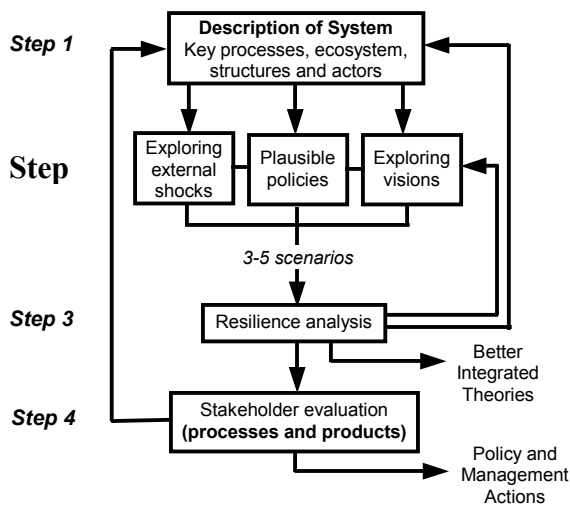 Step 1
Description of System
Key processes, ecosystem,
structures and actors
Step
Exploring
external
shocks
Plausible
policies
Exploring
visions
3-5 scenarios
Step 3
Resilience analysis
Better
Integrated
Theories
Step 4
Stakeholder evaluation
(processes and products)
Policy and
Management
Actions